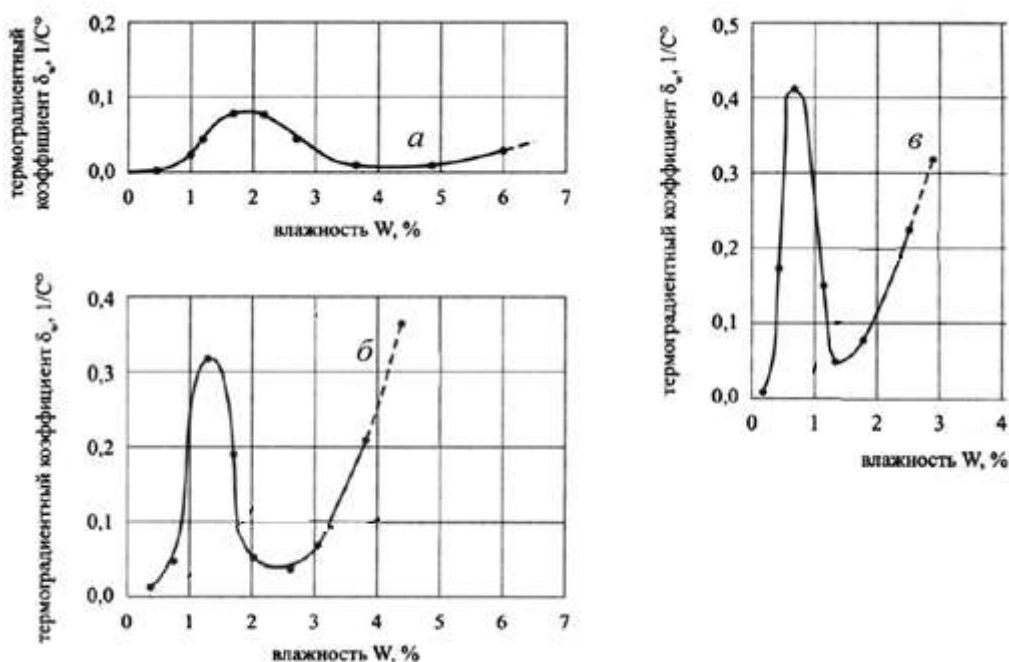 термоградиентный
коэффициент δw, 1/C°
0,2
0,1
0,0
а
0 1 2 3 4 5 6 7
влажность W, %
термоградиентный коэффициент δw, 1/C°
0,4
0,3
0,2
0,1
0,0
б
0 1 2 3 4 5 6 7
влажность W, %
термоградиентный коэффициент δw, 1/C°
0,5
0,4
0,3
0,2
0,1
0,0
в
0 1 2 3 4
влажность W, %